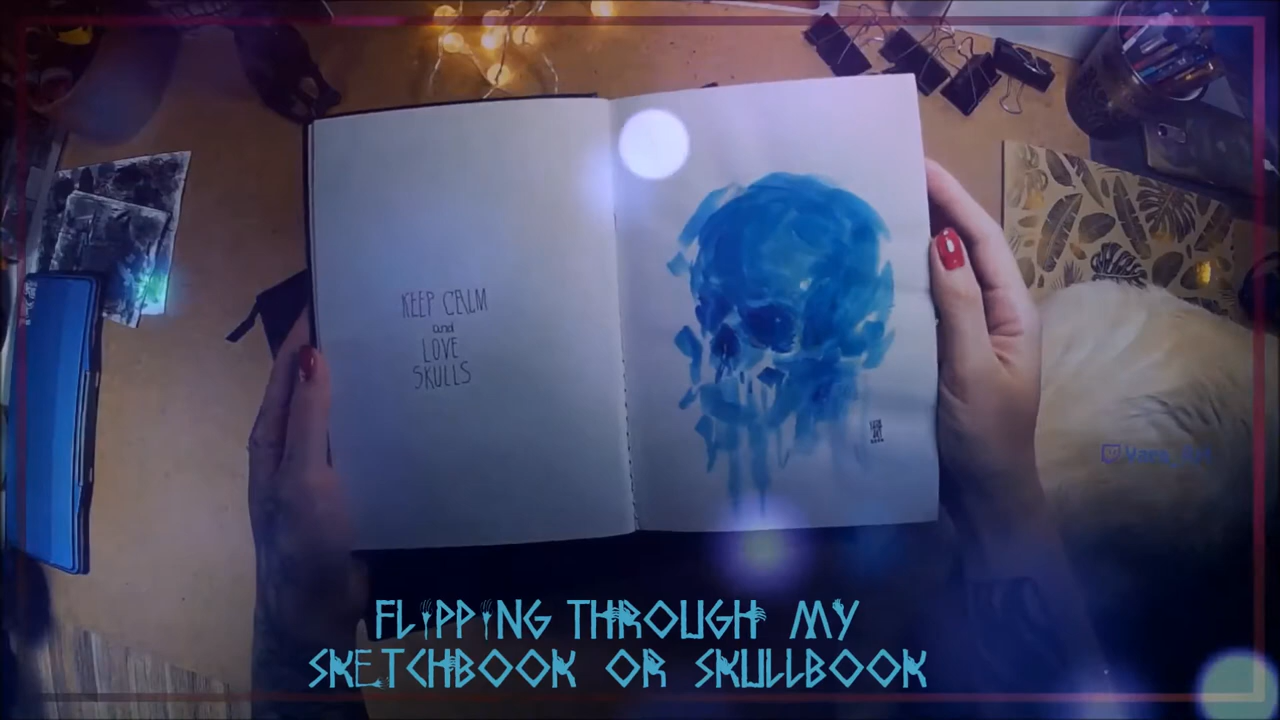 KEEP CALM
and
LOVE
SKULLS
FLIPPING THROUGH MY
SKETCHBOOK OR SKULLBOOK